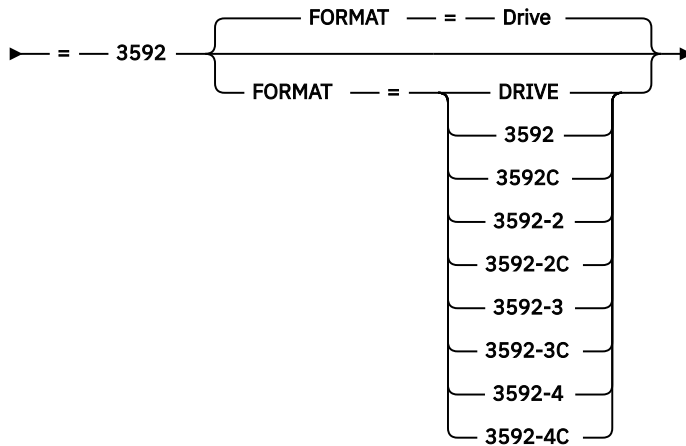 FORMAT = Drive
= 3592
FORMAT = DRIVE
3592
3592C
3592-2
3592-2C
3592-3
3592-3C
3592-4
3592-4C